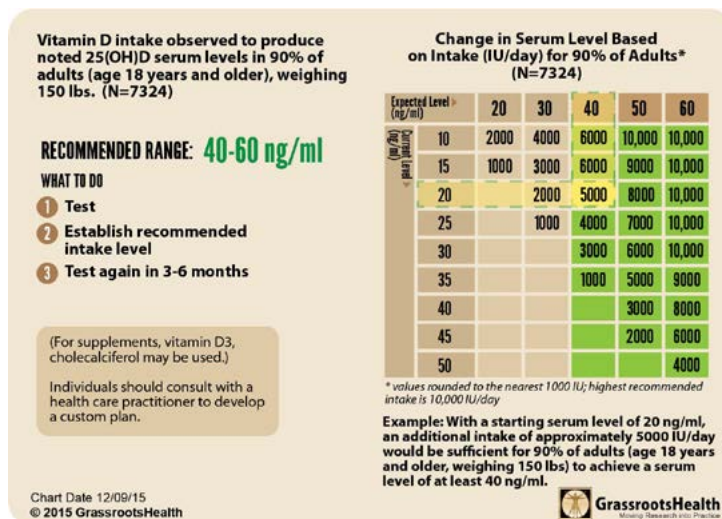 Vitamin D intake observed to produce
noted 25(OH)D serum levels in 90% of
adults (age 18 years and older), weighing
150 lbs. (N=7324)
RECOMMENDED RANGE: 40-60 ng/ml
WHAT TO DO
1 Test
2 Establish recommended
intake level
3 Test again in 3-6 months
(For supplements, vitamin D3,
cholecalciferol may be used.)
Individuals should consult with a
health care practitioner to develop
a custom plan.
Chart Date 12/09/15
© 2015 GrassrootsHealth
Change in Serum Level Based
on Intake (IU/day) for 90% of Adults*
(N=7324)
Expected Level (ng/ml) 20 30 40 50 60
Current Level (ng/ml)
10 2000 4000 6000 10,000 10,000
15 1000 3000 6000 9000 10,000
20 2000 5000 8000 10,000
25 1000 4000 7000 10,000
30 3000 6000 10,000
35 1000 5000 9000
40 3000 8000
45 2000 6000
50 4000
* values rounded to the nearest 1000 IU; highest recommended
intake is 10,000 IU/day
Example: With a starting serum level of 20 ng/ml,
an additional intake of approximately 5000 IU/day
would be sufficient for 90% of adults (age 18 years
and older, weighing 150 lbs) to achieve a serum
level of at least 40 ng/ml.
GrassrootsHealth
Moving Research into Practice